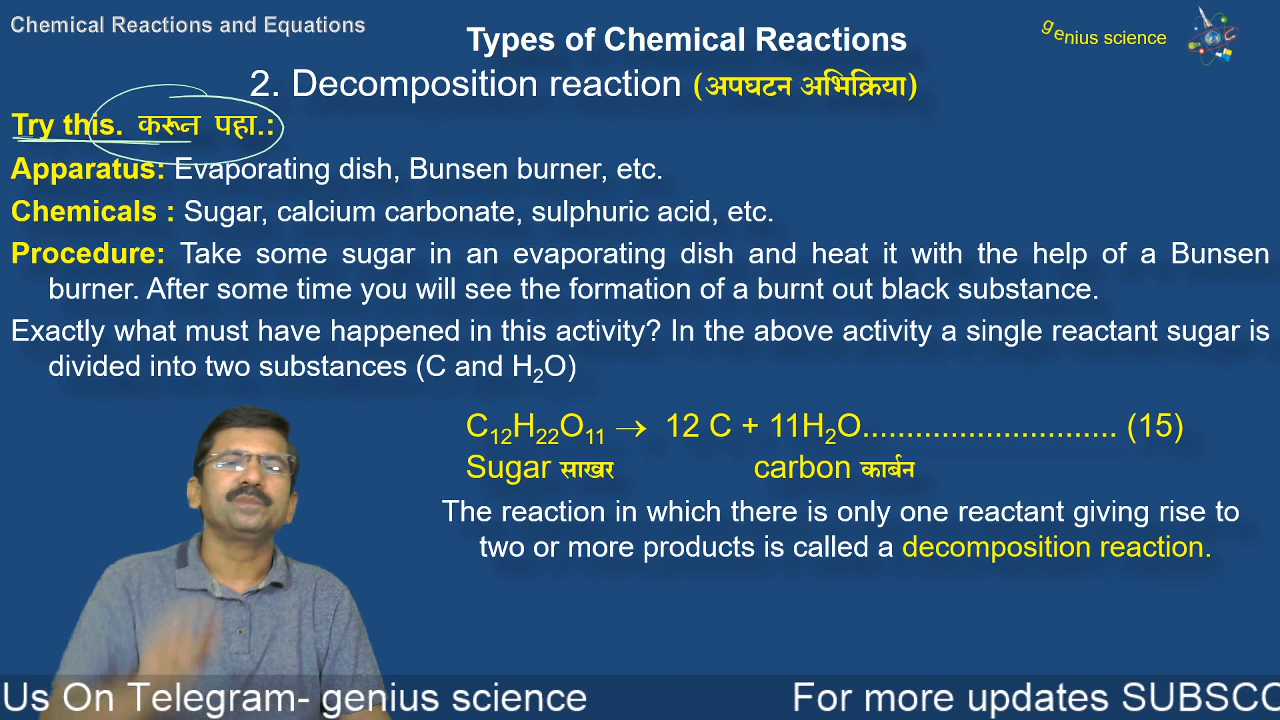 Chemical Reactions and Equations
genius science
Types of Chemical Reactions
2. Decomposition reaction (अपघटन अभिक्रिया)
Try this. करून पहा.:
Apparatus: Evaporating dish, Bunsen burner, etc.
Chemicals : Sugar, calcium carbonate, sulphuric acid, etc.
Procedure: Take some sugar in an evaporating dish and heat it with the help of a Bunsen
burner. After some time you will see the formation of a burnt out black substance.
Exactly what must have happened in this activity? In the above activity a single reactant sugar is
divided into two substances (C and H₂O)
C₁₂H₂₂O₁₁ → 12 C + 11H₂O............................. (15)
Sugar साखर carbon कार्बन
The reaction in which there is only one reactant giving rise to
two or more products is called a decomposition reaction.
Us On Telegram- genius science For more updates SUBSC